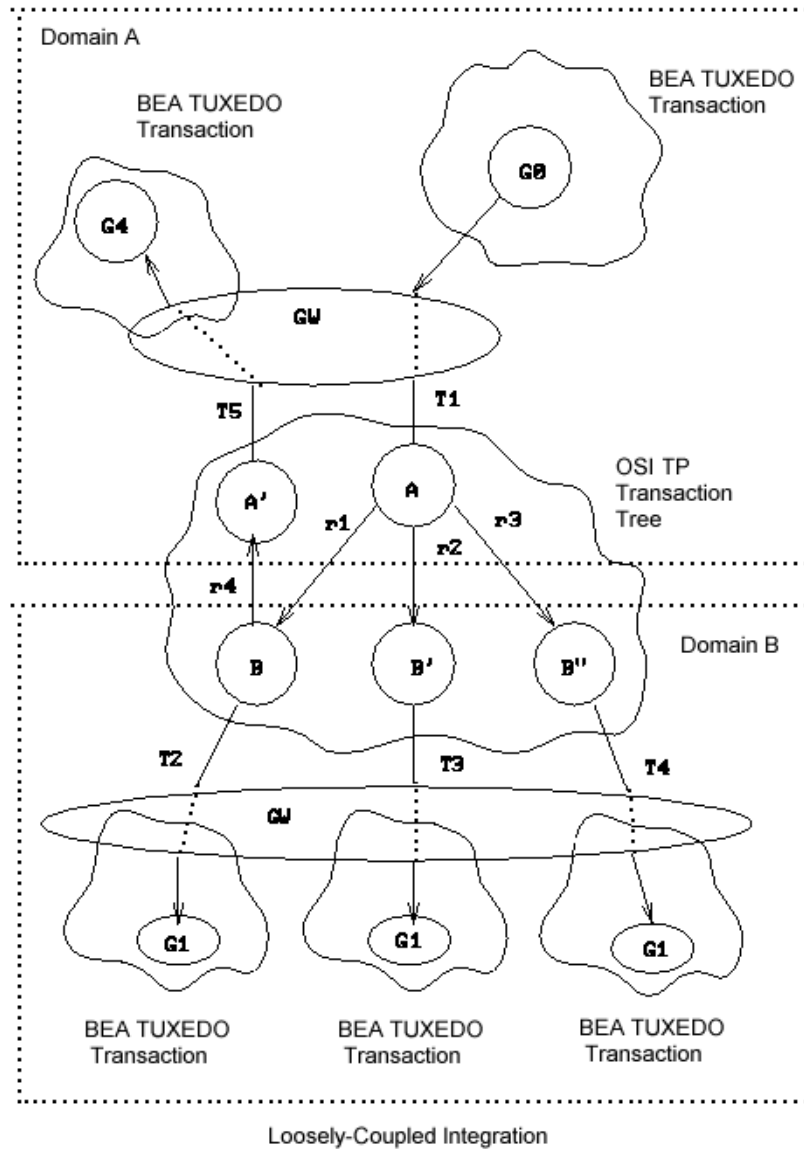 Domain A
BEA TUXEDO
Transaction
BEA TUXEDO
Transaction
G0
G4
GW
T5
T1
OSI TP
Transaction
Tree
A'
A
r1
r2
r3
r4
Domain B
B
B'
B"
T2
T3
T4
GW
G1
G1
G1
BEA TUXEDO
Transaction
BEA TUXEDO
Transaction
BEA TUXEDO
Transaction
Loosely-Coupled Integration